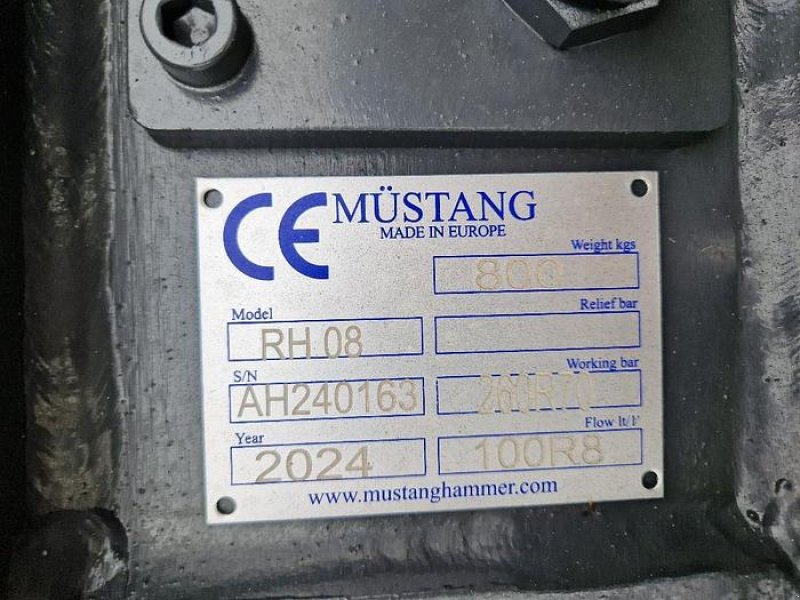 CE MÜSTANG
MADE IN EUROPE
Weight kgs
800
Model
Relief bar
RH 08
S/N
Working bar
AH240163
260R70
Year
Flow lt/
2024
100R8
www.mustanghammer.com